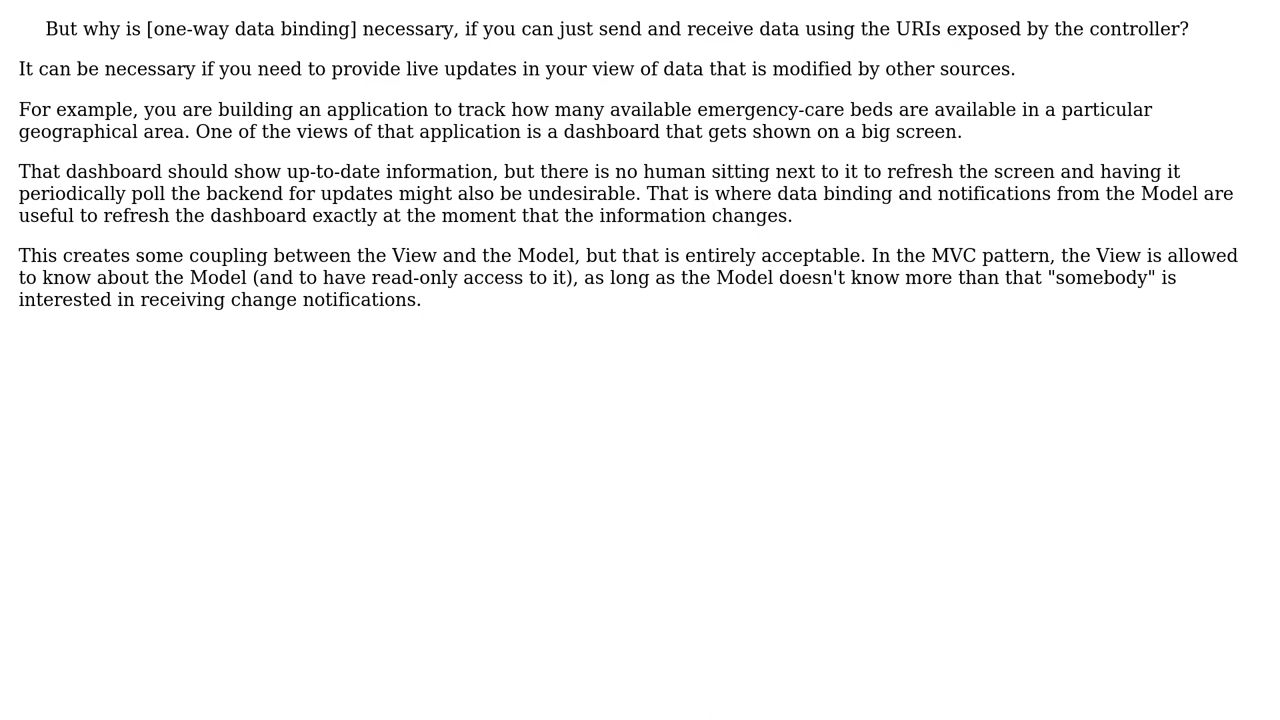 But why is [one-way data binding] necessary, if you can just send and receive data using the URIs exposed by the controller?
It can be necessary if you need to provide live updates in your view of data that is modified by other sources.
For example, you are building an application to track how many available emergency-care beds are available in a particular
geographical area. One of the views of that application is a dashboard that gets shown on a big screen.
That dashboard should show up-to-date information, but there is no human sitting next to it to refresh the screen and having it
periodically poll the backend for updates might also be undesirable. That is where data binding and notifications from the Model are
useful to refresh the dashboard exactly at the moment that the information changes.
This creates some coupling between the View and the Model, but that is entirely acceptable. In the MVC pattern, the View is allowed
to know about the Model (and to have read-only access to it), as long as the Model doesn't know more than that "somebody" is
interested in receiving change notifications.